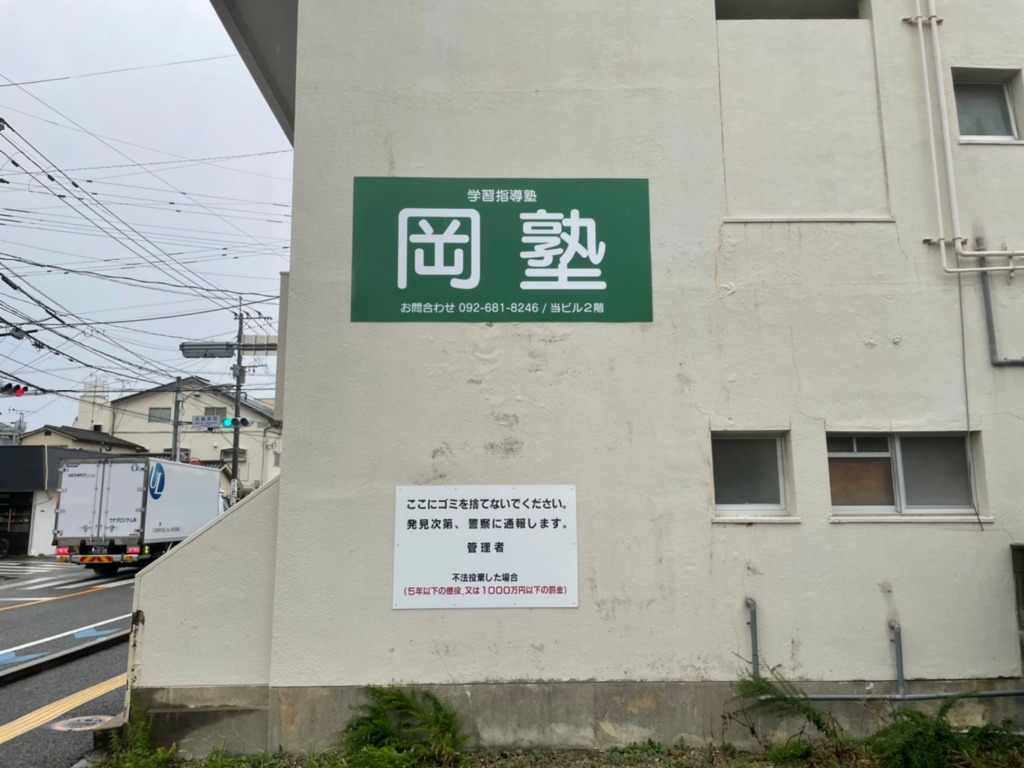 学習指導塾
岡塾
お問合わせ 092-681-8246 / 当ビル2階
ここにゴミを捨てないでください。
発見次第、警察に通報します。
管理者
不法投棄した場合
(5年以下の懲役,又は1000万円以下の罰金)